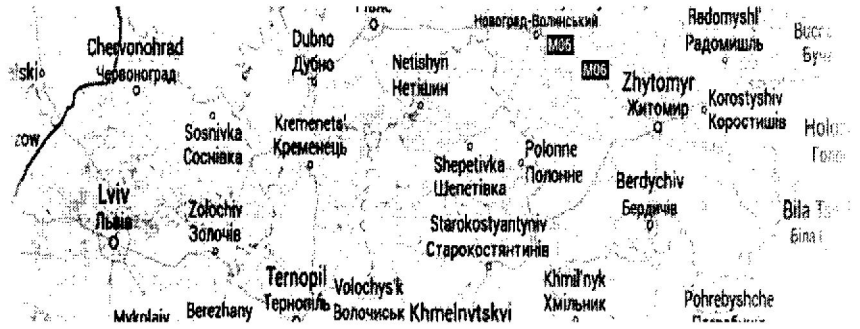 Новоград-Волинський
M06
M06
Radomyshl'
Радомишль
Chervonohrad
Червоноград
Dubno
Дубно
Netishyn
Нетішин
Zhytomyr
Житомир
Korostyshiv
Коростишів
Sosnivka
Соснівка
Kremenets'
Кременець
Shepetivka
Шепетівка
Polonne
Полонне
Berdychiv
Бердичів
Lviv
Львів
Zolochiv
Золочів
Starokostyantyniv
Старокостянтинів
Bila
Біла
Ternopil
Тернопіль
Volochys'k
Волочиськ
Khmil'nyk
Хмільник
Mykolaiv
Berezhany
Khmelnytskyi
Pohrebyshche